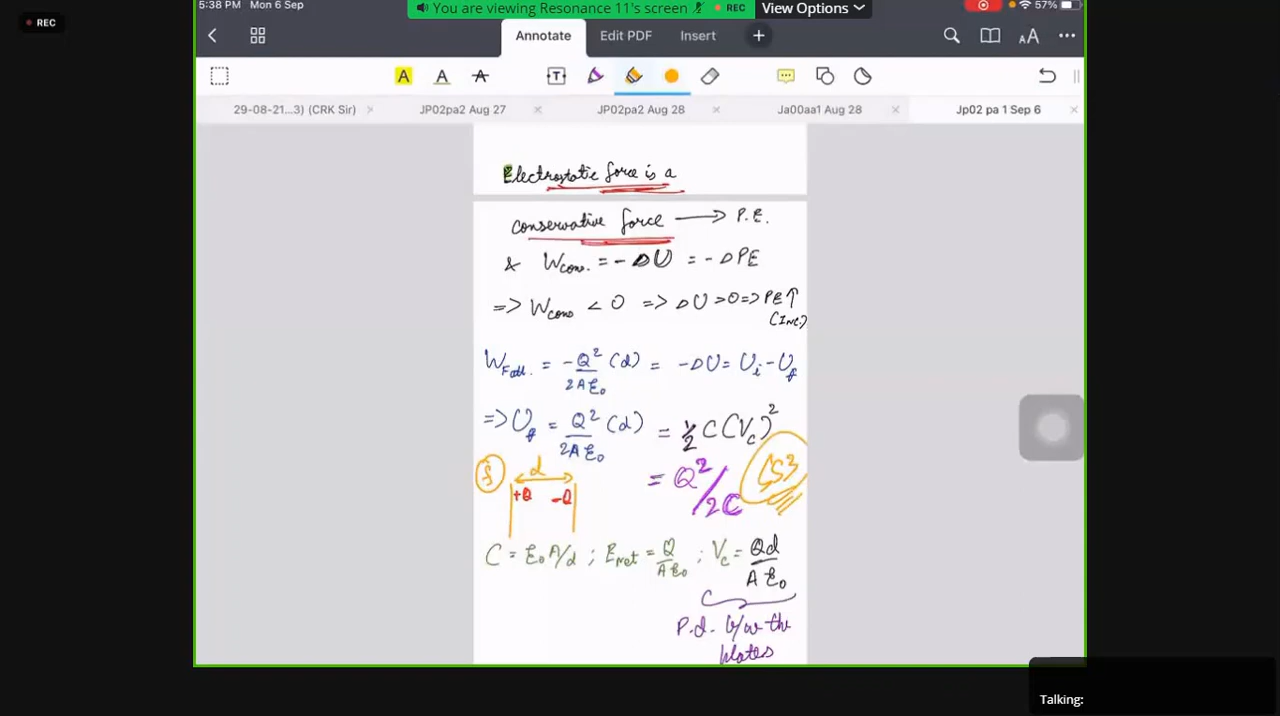 5:38 PM Mon 6 Sep
You are viewing Resonance 11's screen REC View Options
57%
REC
Annotate Edit PDF Insert +
A A A T AA
29-08-21...3) (CRK Sir) × JP02pa2 Aug 27 × JP02pa2 Aug 28 × Ja00aa1 Aug 28 × Jp02 pa 1 Sep 6 ×
Electrostatic force is a
conservative force → P.E.
& W_cons. = -ΔU = -ΔPE
=> W_cons < 0 => ΔU > 0 => PE↑
(Inc.)
W_Fatt. = -Q²/2Aε₀ (d) = -ΔU = U_i - U_f
=> U_f = Q²/2Aε₀ (d) = ½ C (V_c)²
= Q²/2C
f d
+Q -Q
C = ε₀A/d ; E_net = Q/Aε₀ ; V_c = Qd/Aε₀
P.d. b/w the
plates
Talking: